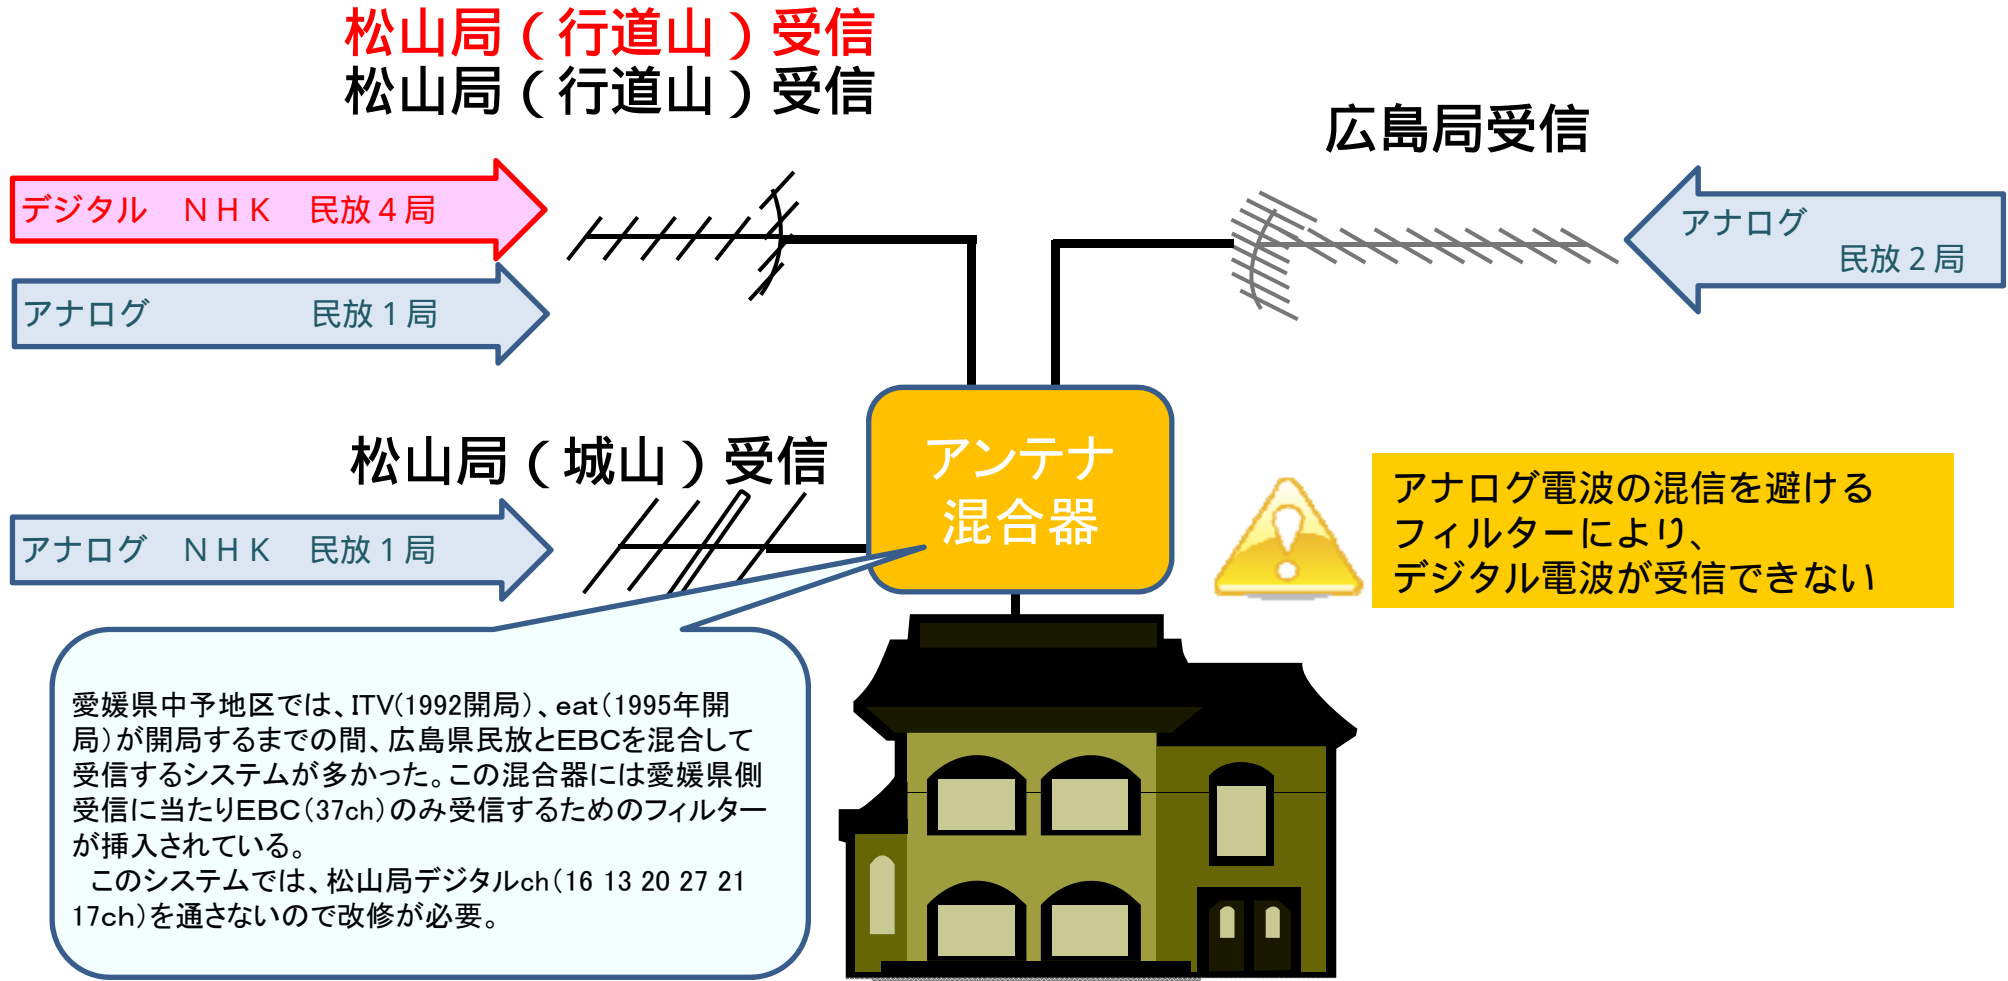 松山局（行道山）受信
松山局（行道山）受信
広島局受信
デジタル　ＮＨＫ　民放４局
アナログ　　　　　民放１局
アナログ
民放２局
松山局（城山）受信
アナログ　ＮＨＫ　民放１局
アンテナ
混合器
アナログ電波の混信を避ける
フィルターにより、
デジタル電波が受信できない
愛媛県中予地区では、ITV(1992開局）、eat（1995年開
局）が開局するまでの間、広島県民放とEBCを混合して
受信するシステムが多かった。この混合器には愛媛県側
受信に当たりEBC（37ch）のみ受信するためのフィルター
が挿入されている。
　このシステムでは、松山局デジタルch（16 13 20 27 21
17ch）を通さないので改修が必要。